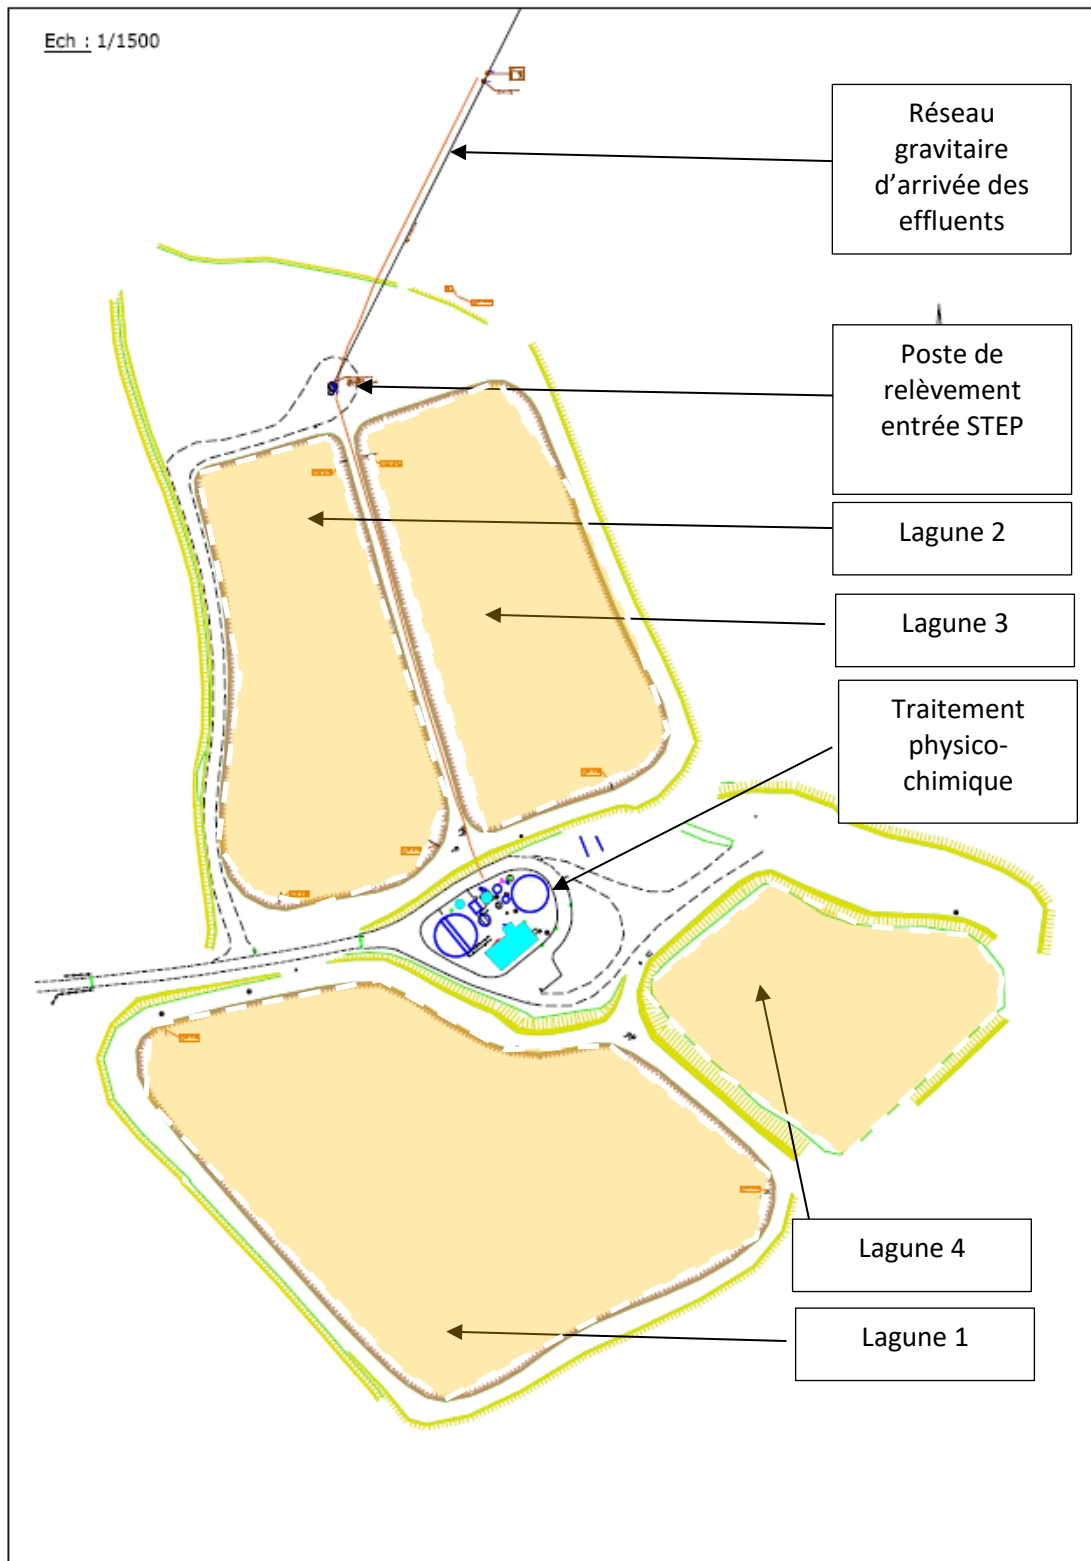 Ech : 1/1500
Réseau
gravitaire
d'arrivée des
effluents
Poste de
relèvement
entrée STEP
Lagune 2
Lagune 3
Traitement
physico-
chimique
Lagune 4
Lagune 1